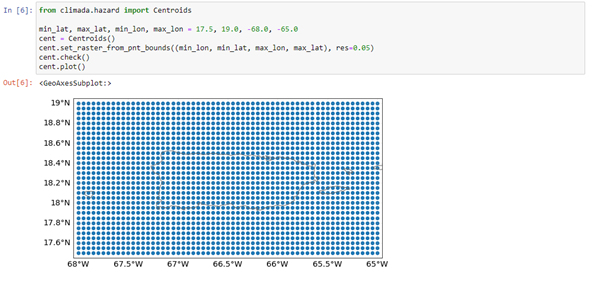 In [6]: from climada.hazard import Centroids
min_lat, max_lat, min_lon, max_lon = 17.5, 19.0, -68.0, -65.0
cent = Centroids()
cent.set_raster_from_pnt_bounds((min_lon, min_lat, max_lon, max_lat), res=0.05)
cent.check()
cent.plot()
Out[6]: <GeoAxesSubplot:>
19°N
18.8°N
18.6°N
18.4°N
18.2°N
18°N
17.8°N
17.6°N
68°W 67.5°W 67°W 66.5°W 66°W 65.5°W 65°W